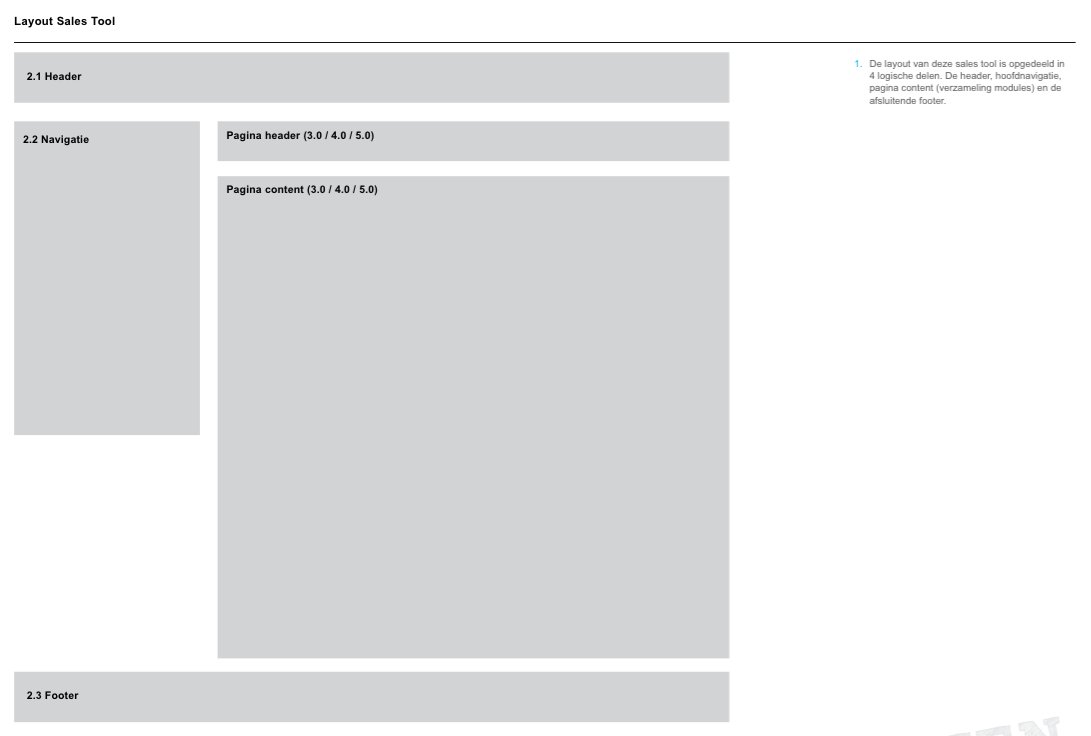 Layout Sales Tool
2.1 Header
1. De layout van deze sales tool is opgedeeld in
4 logische delen. De header, hoofdnavigatie,
pagina content (verzameling modules) en de
afsluitende footer.
2.2 Navigatie
Pagina header (3.0 / 4.0 / 5.0)
Pagina content (3.0 / 4.0 / 5.0)
2.3 Footer